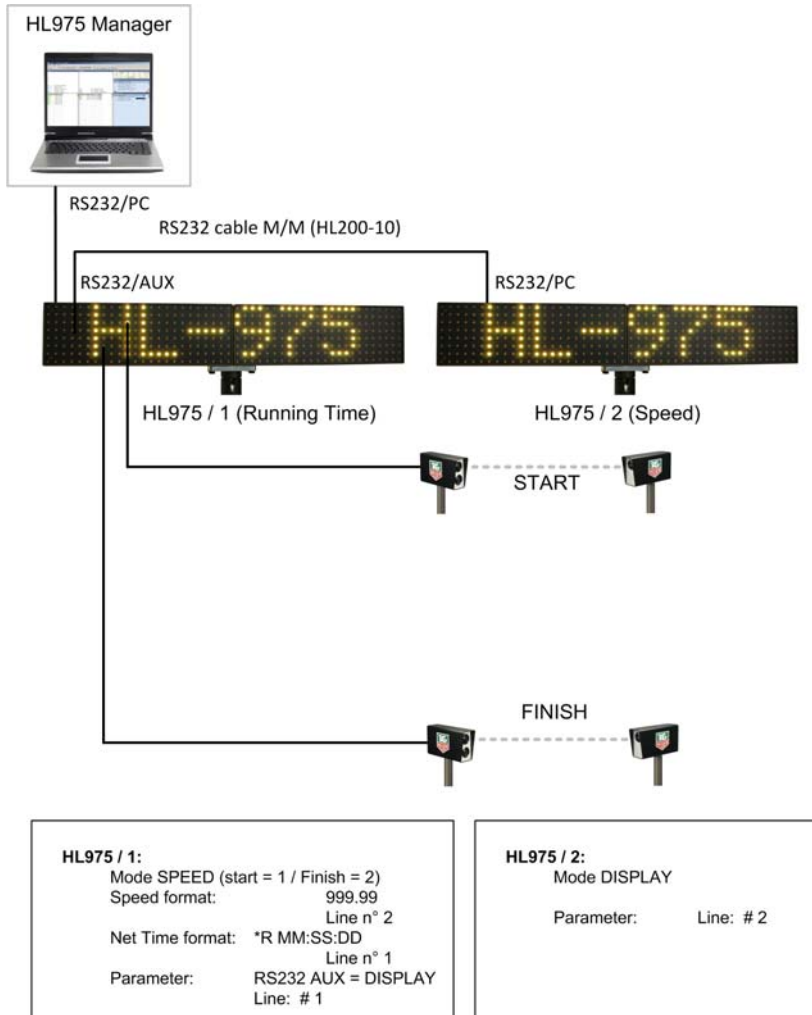 HL975 Manager
RS232/PC
RS232 cable M/M (HL200-10)
RS232/AUX
RS232/PC
HL-975
HL-975
HL975 / 1 (Running Time)
HL975 / 2 (Speed)
START
FINISH
HL975 / 1:
Mode SPEED (start = 1 / Finish = 2)
Speed format: 999.99
Line n° 2
Net Time format: *R MM:SS:DD
Line n° 1
Parameter: RS232 AUX = DISPLAY
Line: # 1
HL975 / 2:
Mode DISPLAY
Parameter: Line: # 2